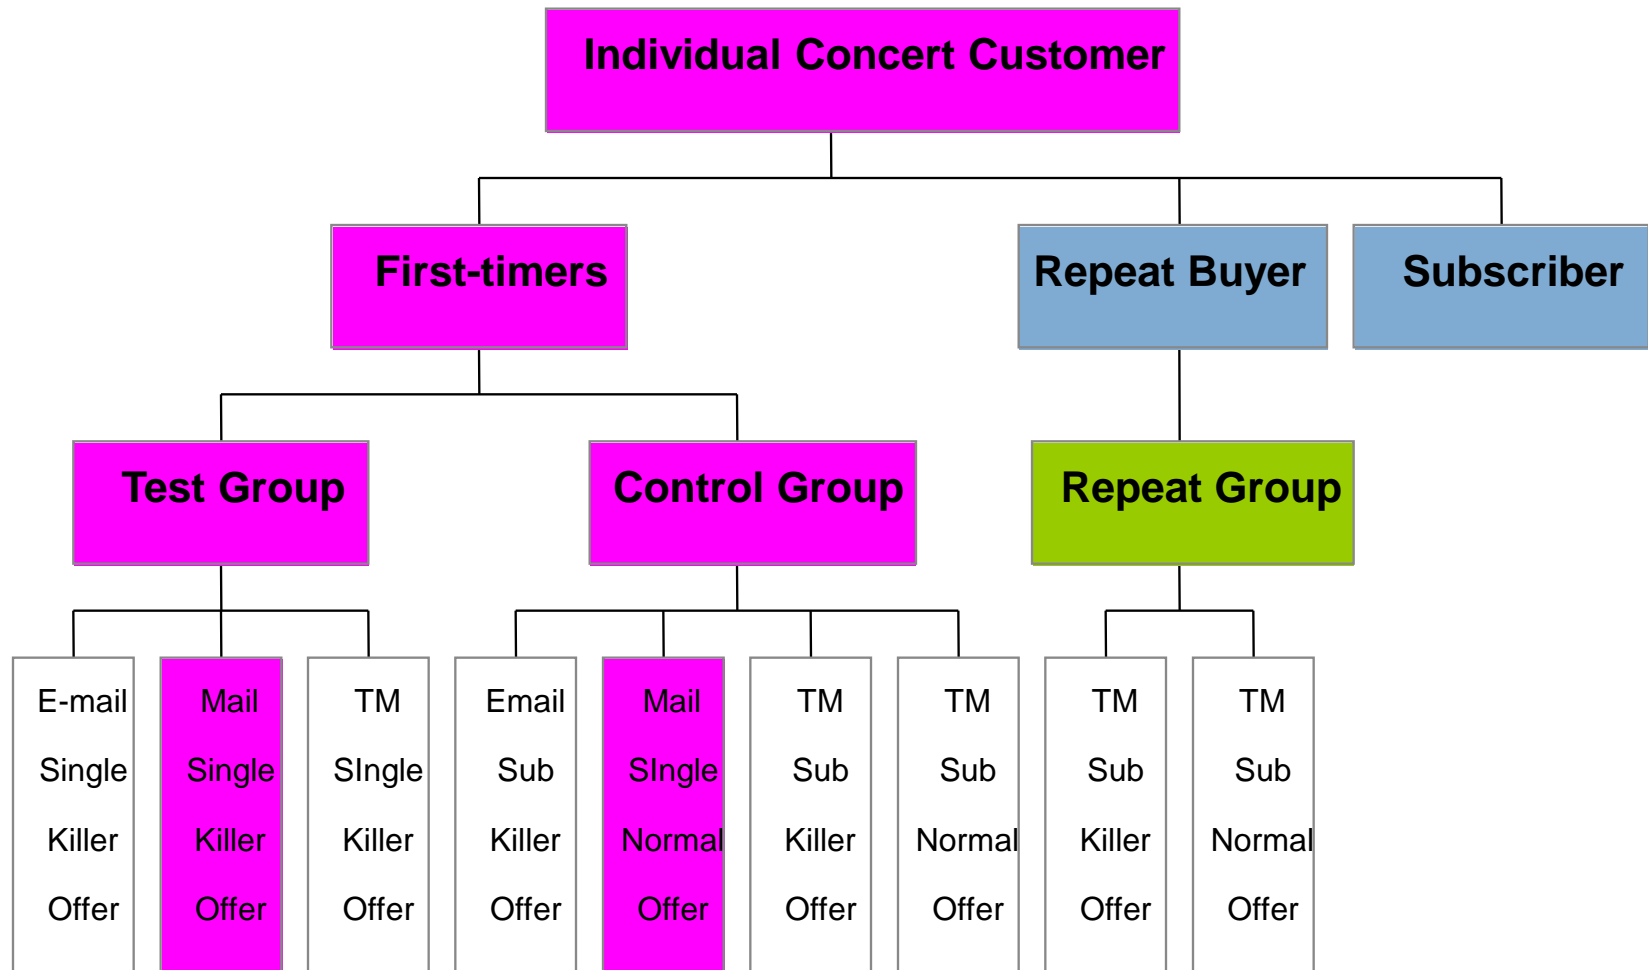 Individual Concert Customer
First-timers
Repeat Buyer
Subscriber
Test Group
Control Group
Repeat Group
E-mail
Single
Killer
Offer
Mail
Single
Killer
Offer
TM
SIngle
Killer
Offer
Email
Sub
Killer
Offer
Mail
SIngle
Normal
Offer
TM
Sub
Killer
Offer
TM
Sub
Normal
Offer
TM
Sub
Killer
Offer
TM
Sub
Normal
Offer